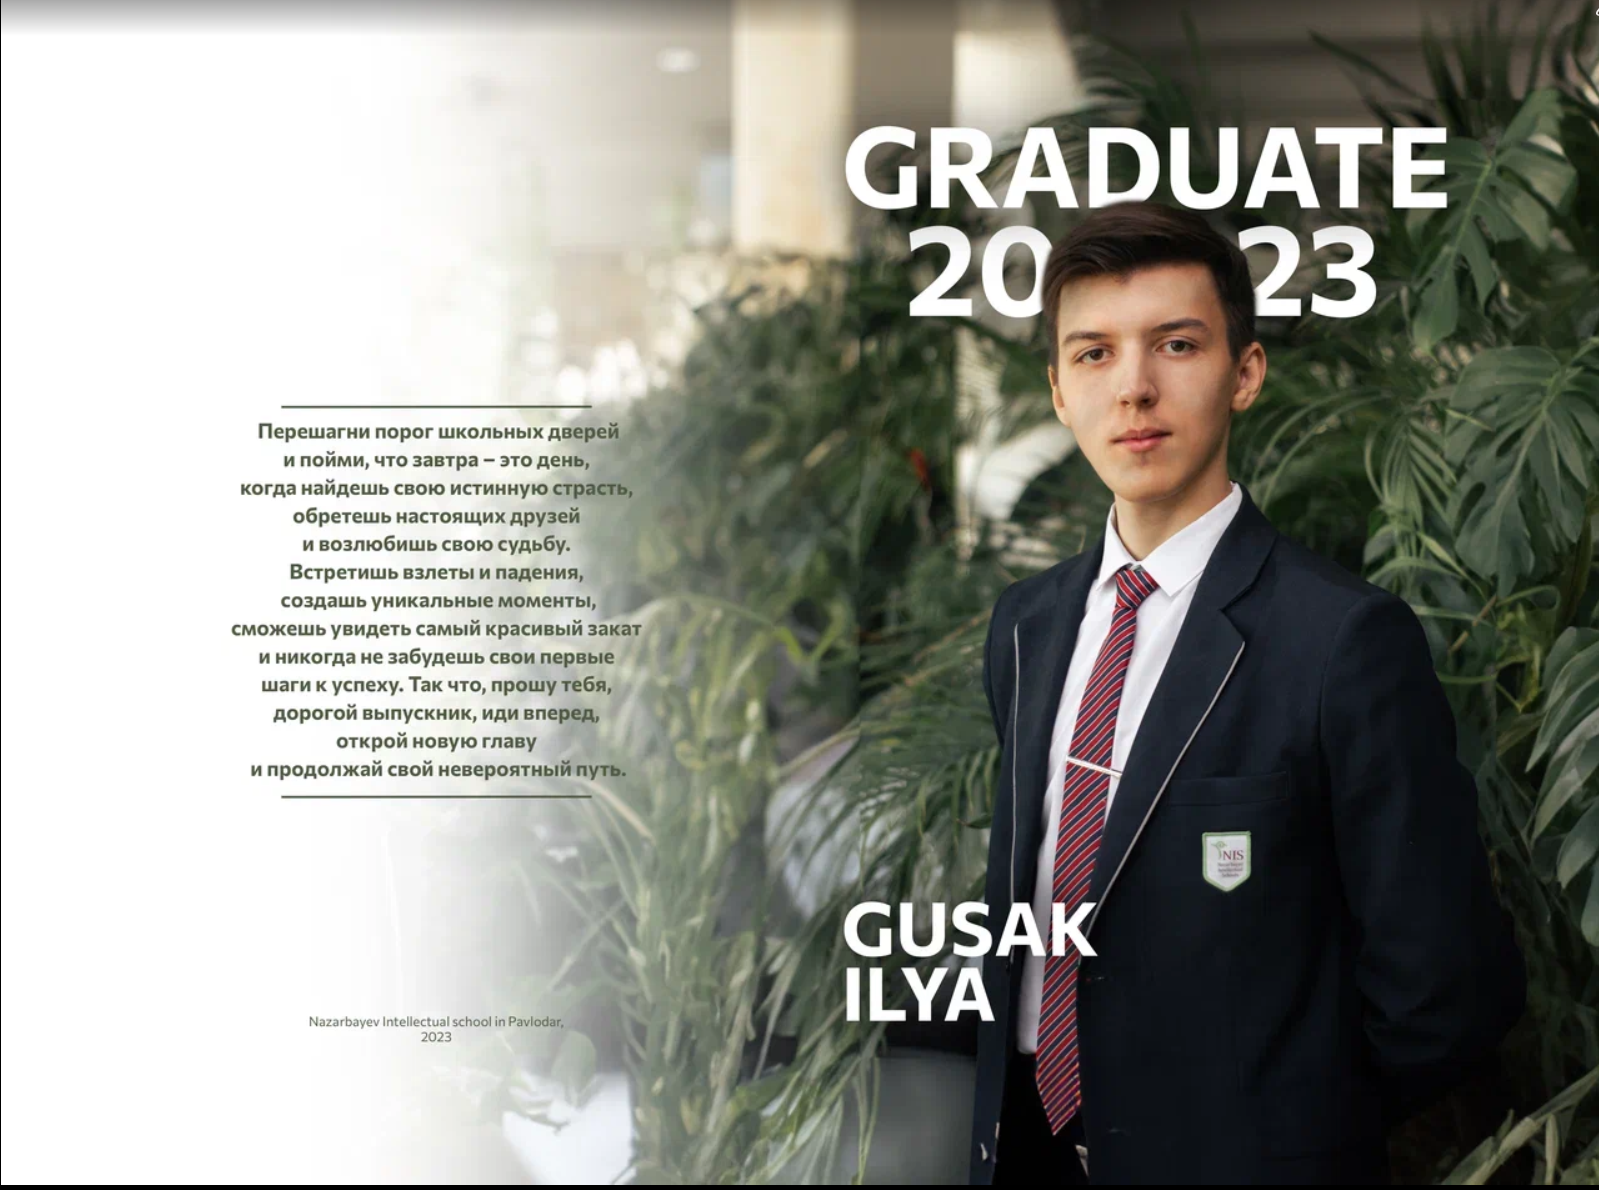 GRADUATE
2023
Перешагни порог школьных дверей
и пойми, что завтра – это день,
когда найдешь свою истинную страсть,
обретешь настоящих друзей
и возлюбишь свою судьбу.
Встретишь взлеты и падения,
создашь уникальные моменты,
сможешь увидеть самый красивый закат
и никогда не забудешь свои первые
шаги к успеху. Так что, прошу тебя,
дорогой выпускник, иди вперед,
открой новую главу
и продолжай свой невероятный путь.
NIS
GUSAK
ILYA
Nazarbayev Intellectual school in Pavlodar,
2023